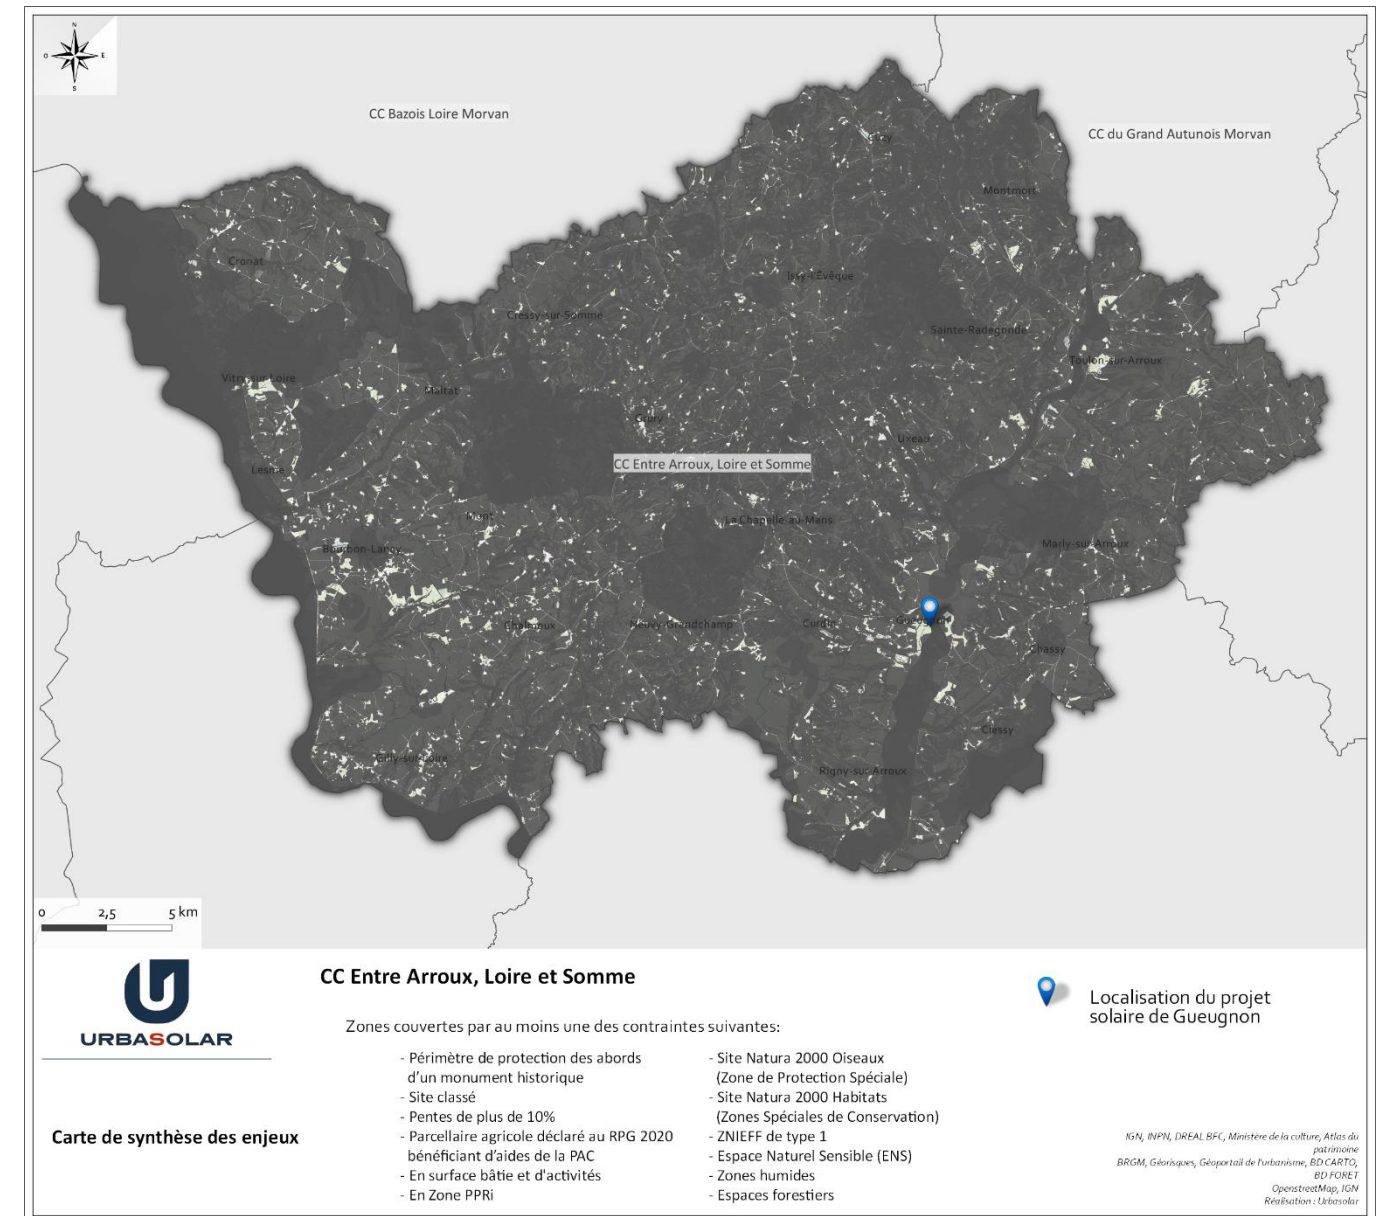 N
O
E
S
CC Bazois Loire Morvan
CC du Grand Autunois Morvan
Cuzy
Montmort
Cronat
Issy-l'Évêque
Cressy-sur-Somme
Sainte-Radegonde
Toulon-sur-Arroux
Vitry-sur-Loire
Maltat
Grury
Uxeau
CC Entre Arroux, Loire et Somme
Lesme
Mont
La Chapelle-au-Mans
Bourbon-Lancy
Marly-sur-Arroux
Chalmoux
Neuvy-Grandchamp
Curdin
Gueugnon
Chassy
Clessy
Gilly-sur-Loire
Rigny-sur-Arroux
0 2,5 5 km
URBASOLAR
Carte de synthèse des enjeux
CC Entre Arroux, Loire et Somme
Zones couvertes par au moins une des contraintes suivantes:
- Périmètre de protection des abords
d'un monument historique
- Site classé
- Pentes de plus de 10%
- Parcellaire agricole déclaré au RPG 2020
bénéficiant d'aides de la PAC
- En surface bâtie et d'activités
- En Zone PPRi
- Site Natura 2000 Oiseaux
(Zone de Protection Spéciale)
- Site Natura 2000 Habitats
(Zones Spéciales de Conservation)
- ZNIEFF de type 1
- Espace Naturel Sensible (ENS)
- Zones humides
- Espaces forestiers
Localisation du projet
solaire de Gueugnon
IGN, INPN, DREAL BFC, Ministère de la culture, Atlas du
patrimoine
BRGM, Géorisques, Géoportail de l'urbanisme, BD CARTO,
BD FORET
OpenstreetMap, IGN
Réalisation : Urbasolar